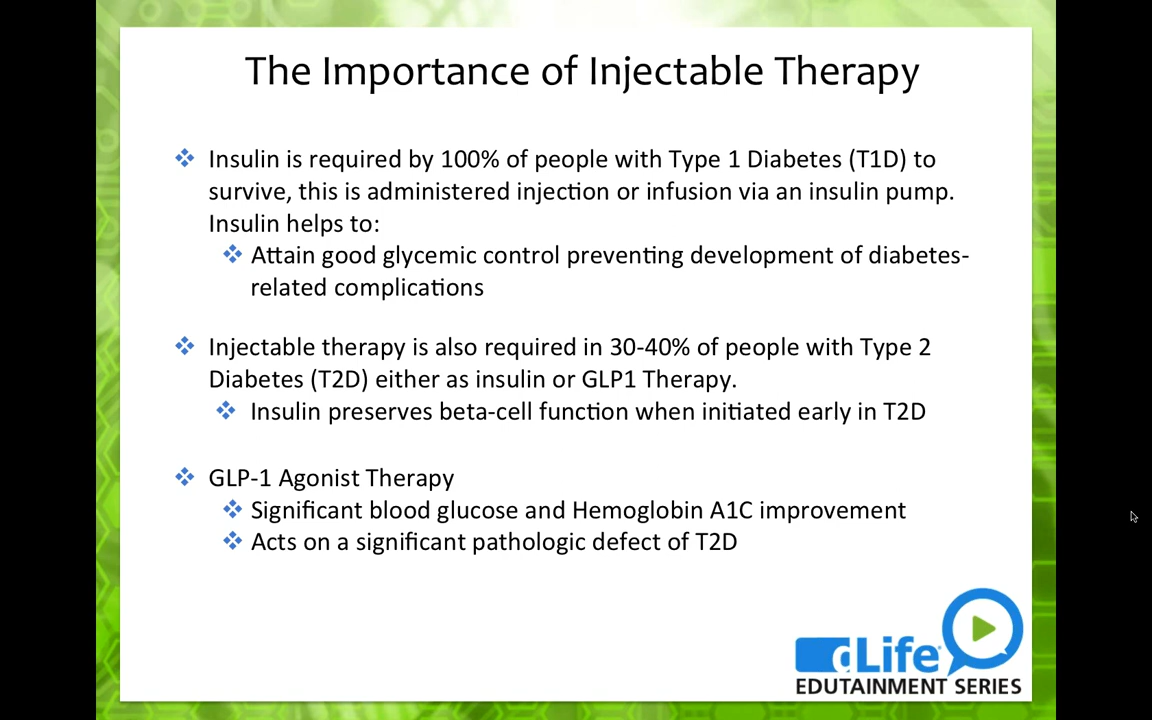 The Importance of Injectable Therapy
Insulin is required by 100% of people with Type 1 Diabetes (T1D) to
survive, this is administered injection or infusion via an insulin pump.
Insulin helps to:
Attain good glycemic control preventing development of diabetes-
related complications
Injectable therapy is also required in 30-40% of people with Type 2
Diabetes (T2D) either as insulin or GLP1 Therapy.
Insulin preserves beta-cell function when initiated early in T2D
GLP-1 Agonist Therapy
Significant blood glucose and Hemoglobin A1C improvement
Acts on a significant pathologic defect of T2D
dLife
EDUTAINMENT SERIES